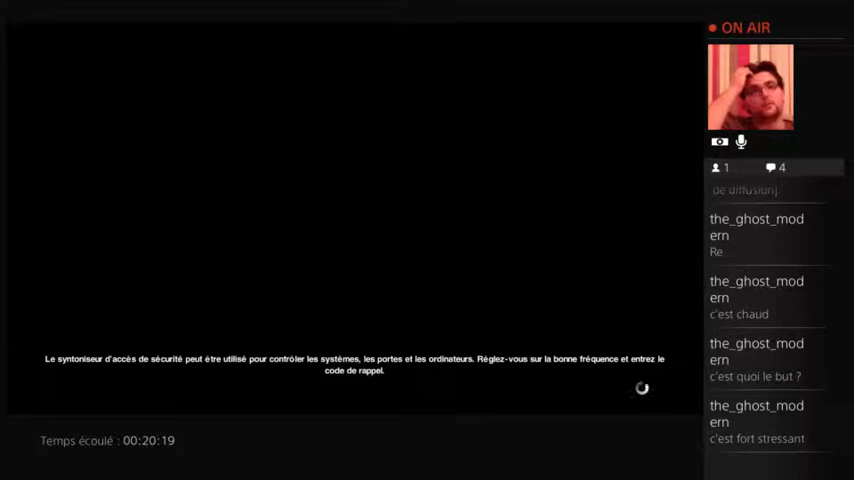 ON AIR
1 4
de diffusion].
the_ghost_mod
ern
Re...
the_ghost_mod
ern
c'est chaud
the_ghost_mod
ern
c'est quoi le but ?
the_ghost_mod
ern
c'est fort stressant
Le syntoniseur d'accès de sécurité peut être utilisé pour contrôler les systèmes, les portes et les ordinateurs. Réglez-vous sur la bonne fréquence et entrez le
code de rappel.
Temps écoulé : 00:20:19